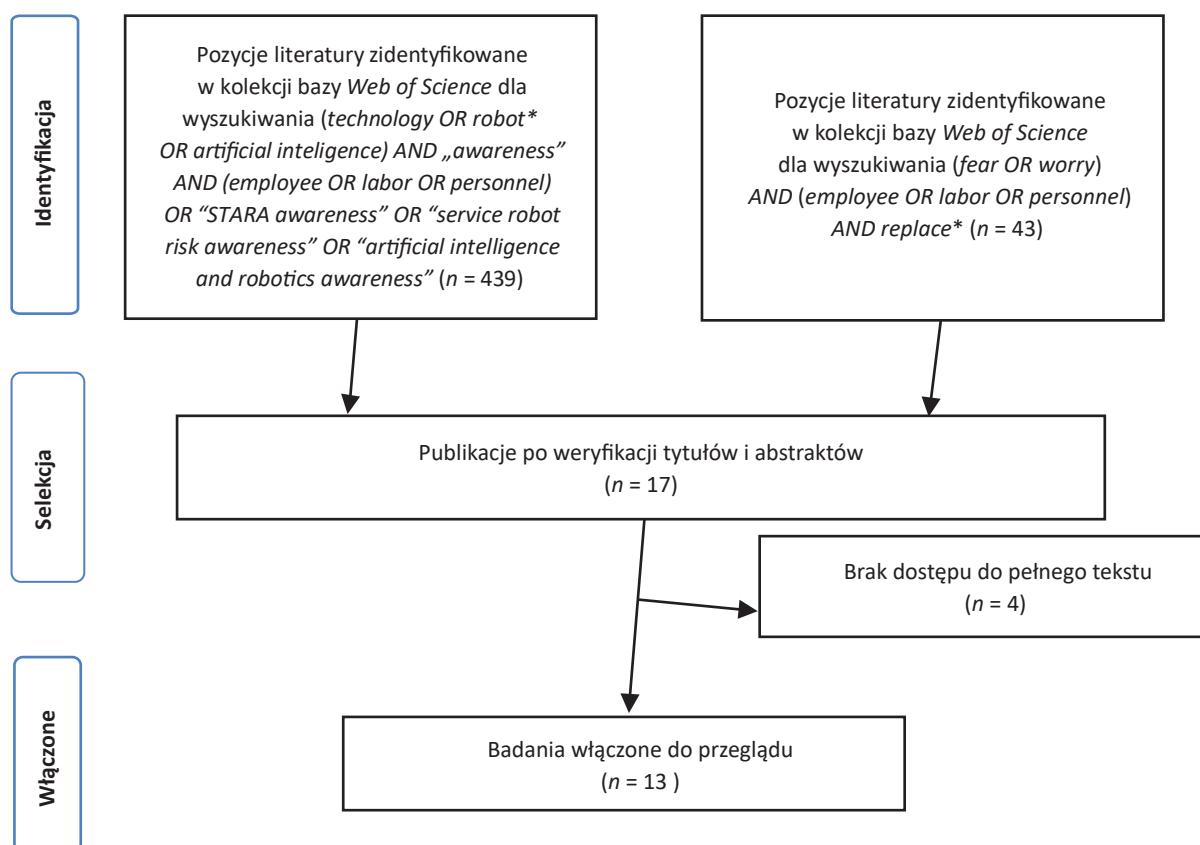 Identyfikacja
Pozycje literatury zidentyfikowane
w kolekcji bazy Web of Science dla
wyszukiwania (technology OR robot*
OR artificial inteligence) AND „awareness”
AND (employee OR labor OR personnel)
OR “STARA awareness” OR “service robot
risk awareness” OR “artificial intelligence
and robotics awareness” (n = 439)
Pozycje literatury zidentyfikowane
w kolekcji bazy Web of Science
dla wyszukiwania (fear OR worry)
AND (employee OR labor OR personnel)
AND replace* (n = 43)
Selekcja
Publikacje po weryfikacji tytułów i abstraktów
(n = 17)
Brak dostępu do pełnego tekstu
(n = 4)
Włączone
Badania włączone do przeglądu
(n = 13 )